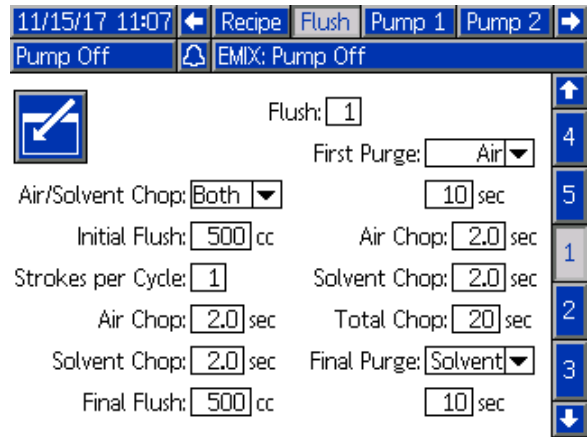 11/15/17 11:07 Recipe Flush Pump 1 Pump 2
Pump Off EMIX: Pump Off
Flush: 1
First Purge: Air
Air/Solvent Chop: Both 10 sec
Initial Flush: 500 cc Air Chop: 2.0 sec
Strokes per Cycle: 1 Solvent Chop: 2.0 sec
Air Chop: 2.0 sec Total Chop: 20 sec
Solvent Chop: 2.0 sec Final Purge: Solvent
Final Flush: 500 cc 10 sec
4
5
1
2
3